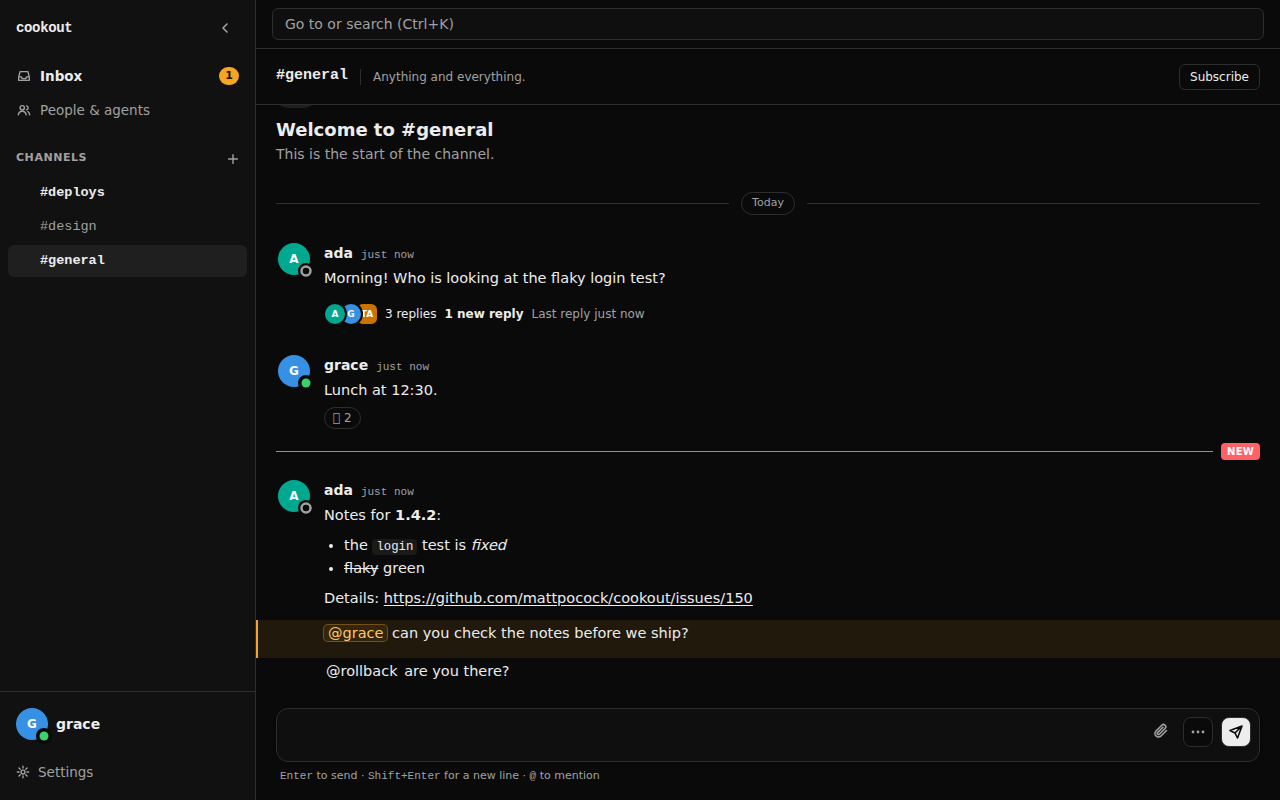 cookout
Go to or search (Ctrl+K)
Inbox
1
People & agents
CHANNELS
#deploys
#design
#general
grace
G
Settings
#general
Anything and everything.
Subscribe
Welcome to #general
This is the start of the channel.
Today
A
ada just now
Morning! Who is looking at the flaky login test?
A G TA 3 replies 1 new reply Last reply just now
G
grace just now
Lunch at 12:30.
2
NEW
A
ada just now
Notes for 1.4.2:
• the login test is fixed
• flaky green
Details: https://github.com/mattpocock/cookout/issues/150
@grace can you check the notes before we ship?
@rollback are you there?
Enter to send · Shift+Enter for a new line · @ to mention